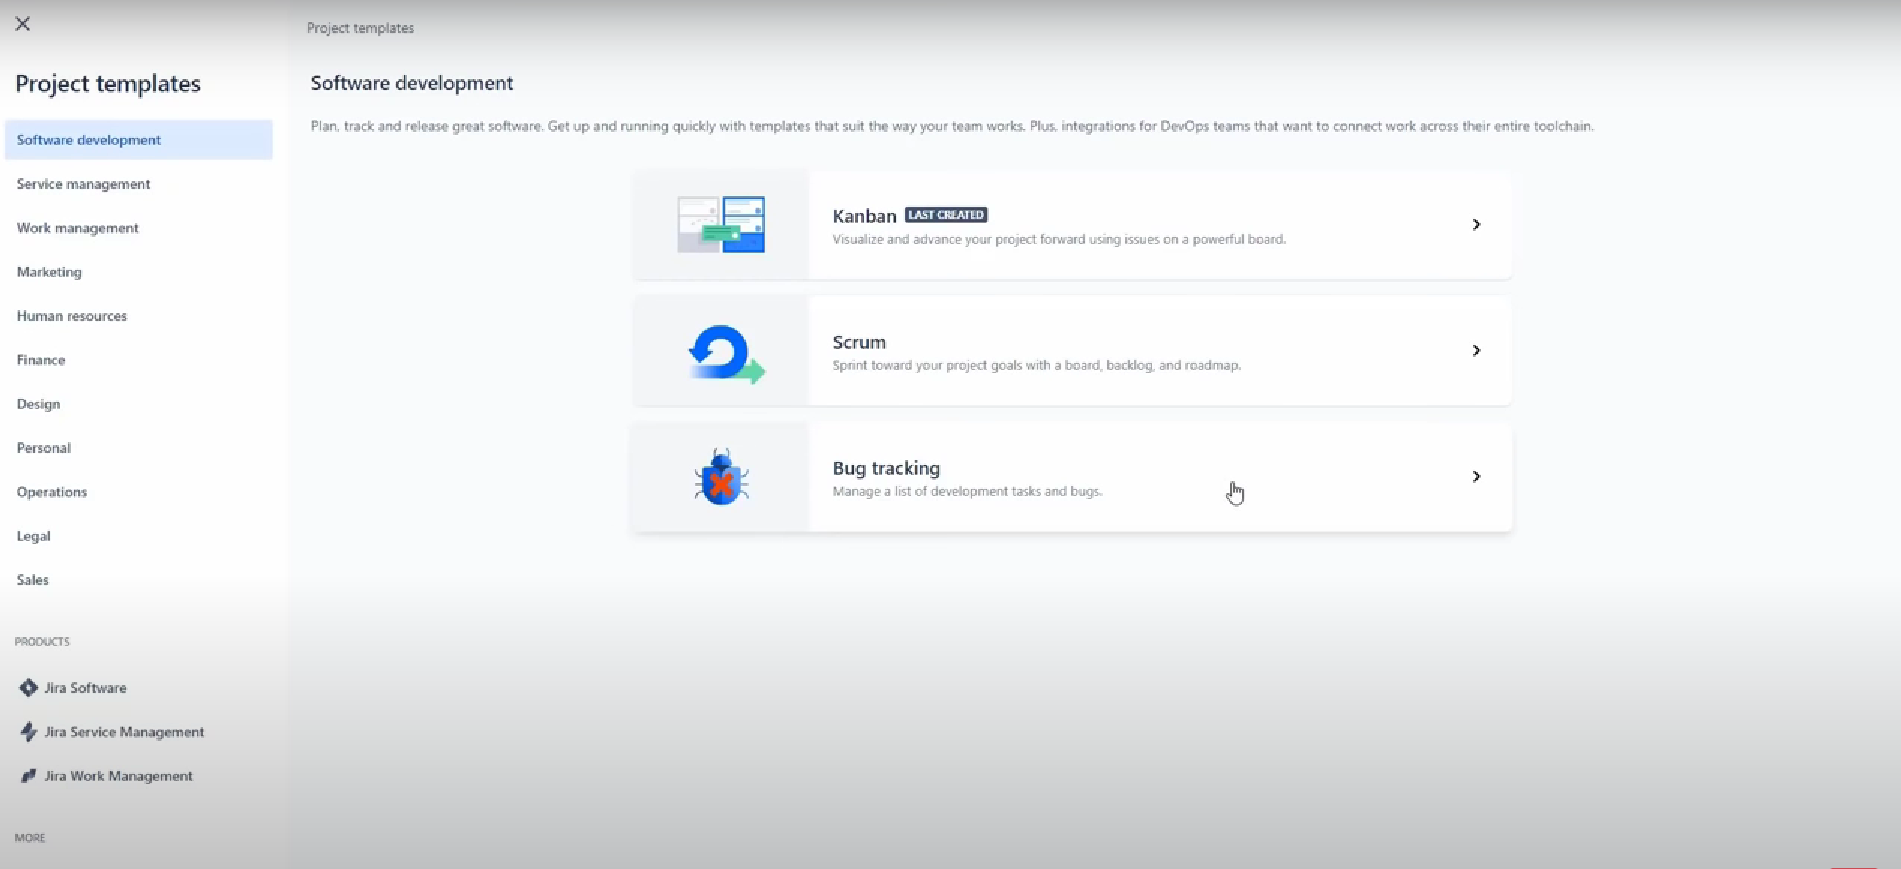 Project templates
Project templates
Software development
Service management
Work management
Marketing
Human resources
Finance
Design
Personal
Operations
Legal
Sales
PRODUCTS
Jira Software
Jira Service Management
Jira Work Management
MORE
Software development
Plan, track and release great software. Get up and running quickly with templates that suit the way your team works. Plus, integrations for DevOps teams that want to connect work across their entire toolchain.
Kanban LAST CREATED
Visualize and advance your project forward using issues on a powerful board.
Scrum
Sprint toward your project goals with a board, backlog, and roadmap.
Bug tracking
Manage a list of development tasks and bugs.